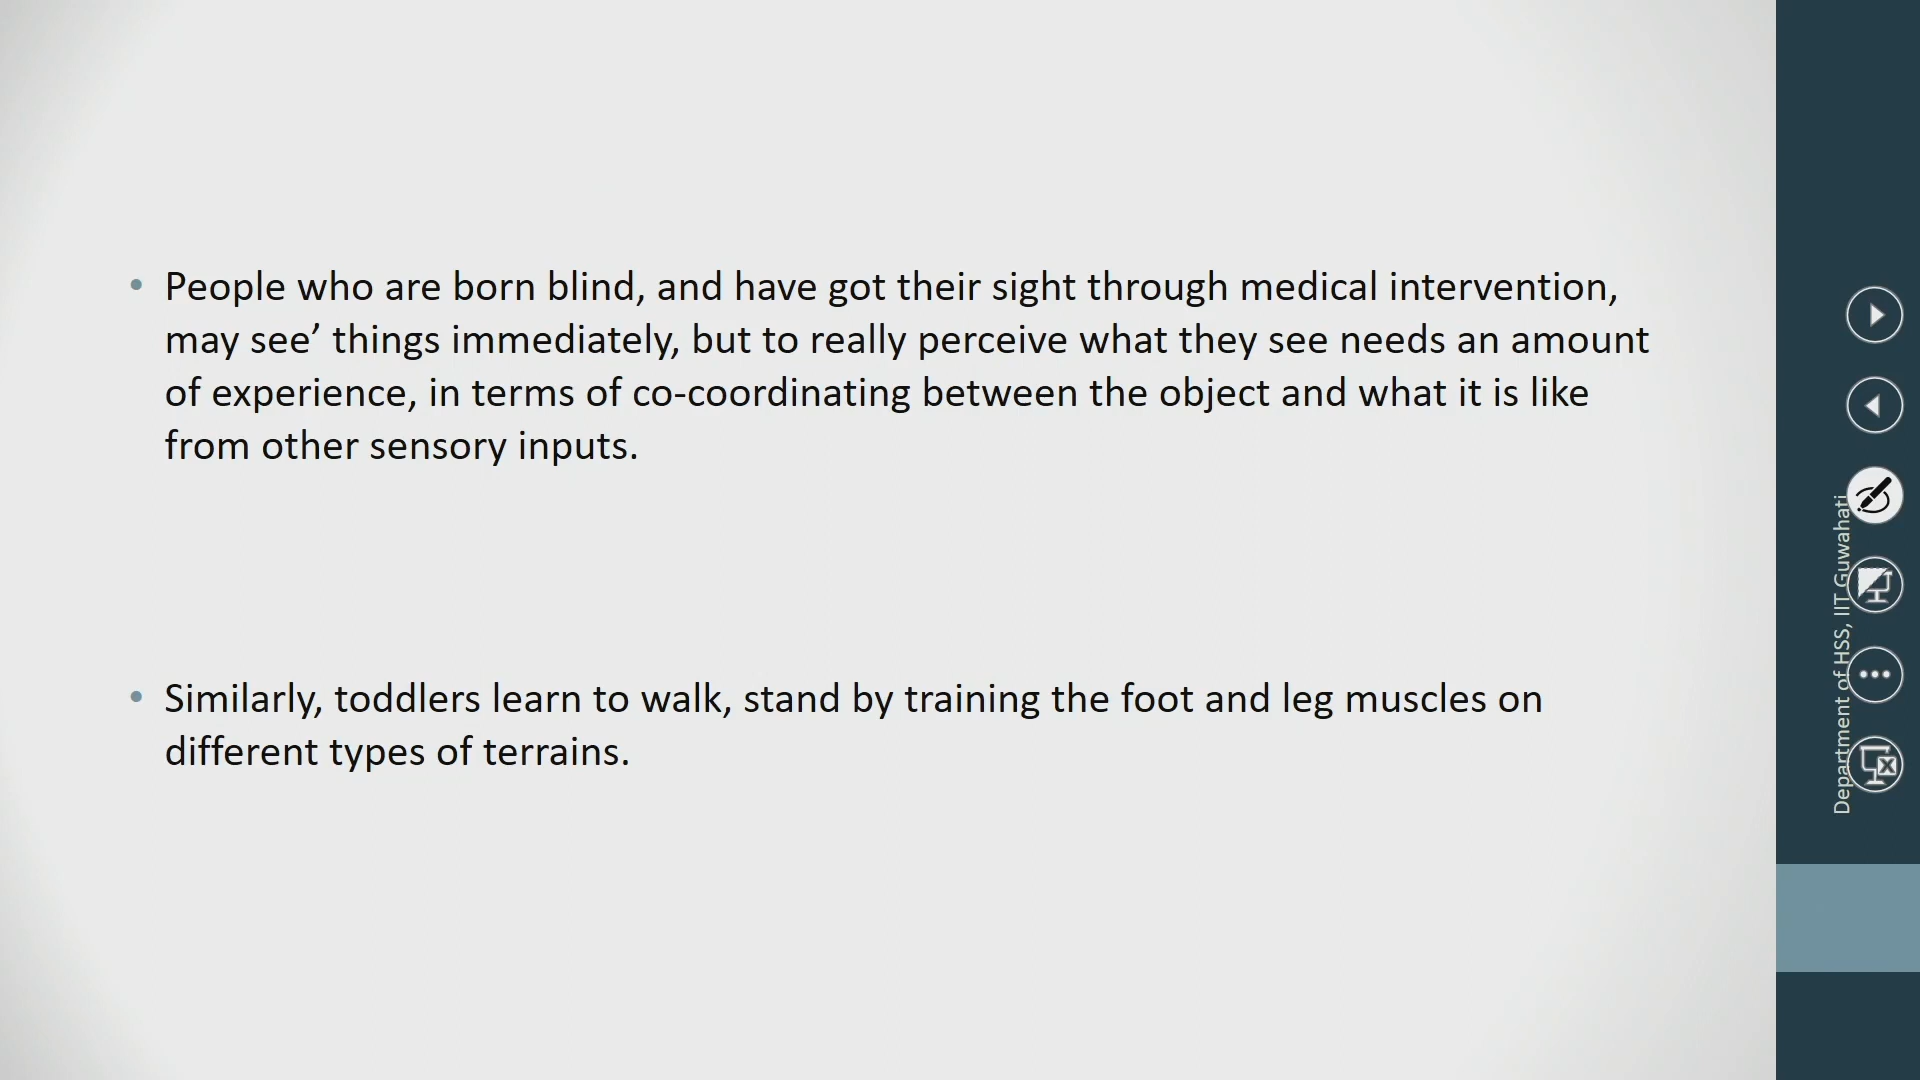 • People who are born blind, and have got their sight through medical intervention,
may see’ things immediately, but to really perceive what they see needs an amount
of experience, in terms of co-coordinating between the object and what it is like
from other sensory inputs.
• Similarly, toddlers learn to walk, stand by training the foot and leg muscles on
different types of terrains.
Department of HSS, IIT Guwahati